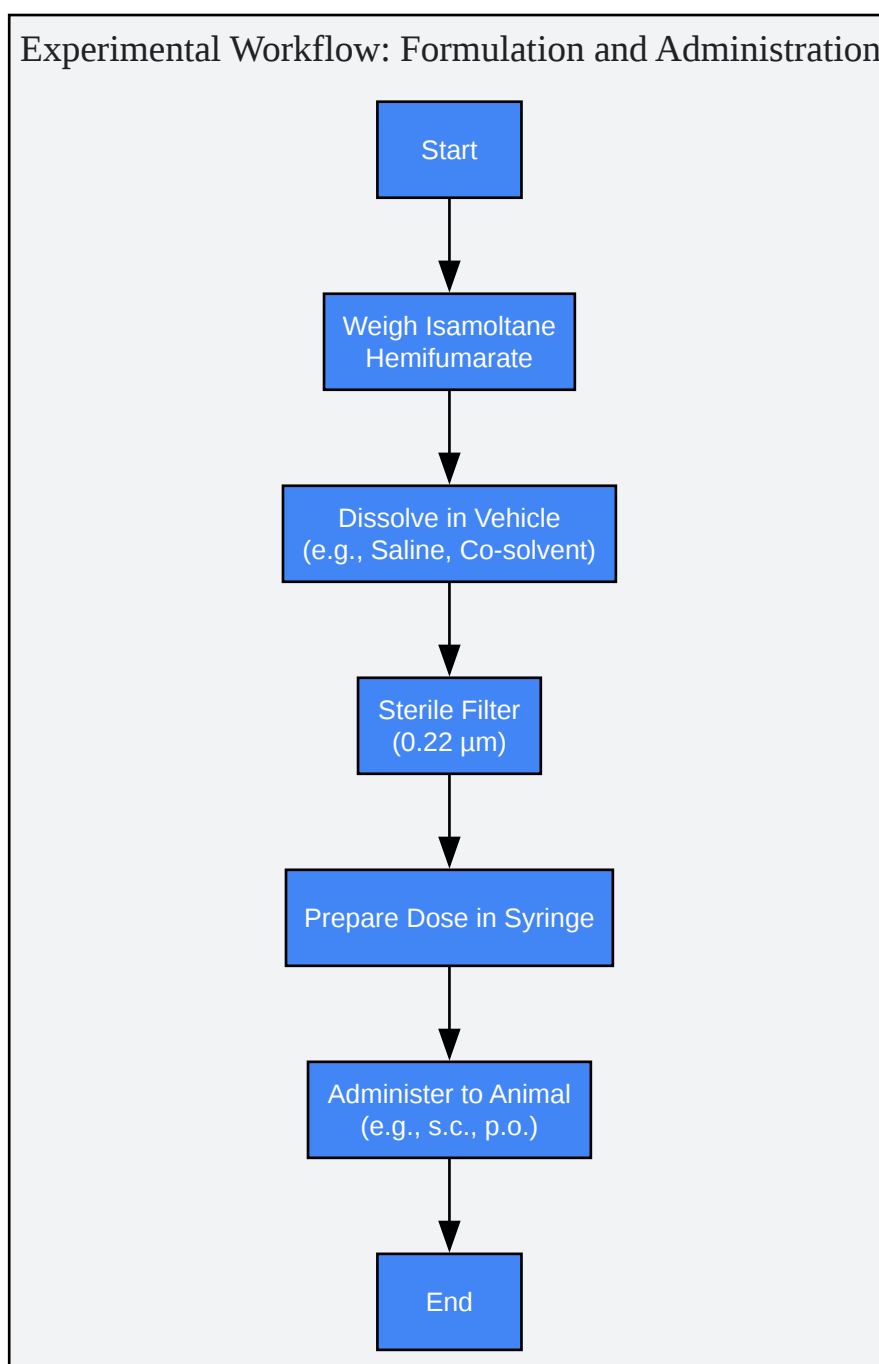 Experimental Workflow: Formulation and Administration
Start
Weigh Isamoltane
Hemifumarate
Dissolve in Vehicle
(e.g., Saline, Co-solvent)
Sterile Filter
(0.22 µm)
Prepare Dose in Syringe
Administer to Animal
(e.g., s.c., p.o.)
End